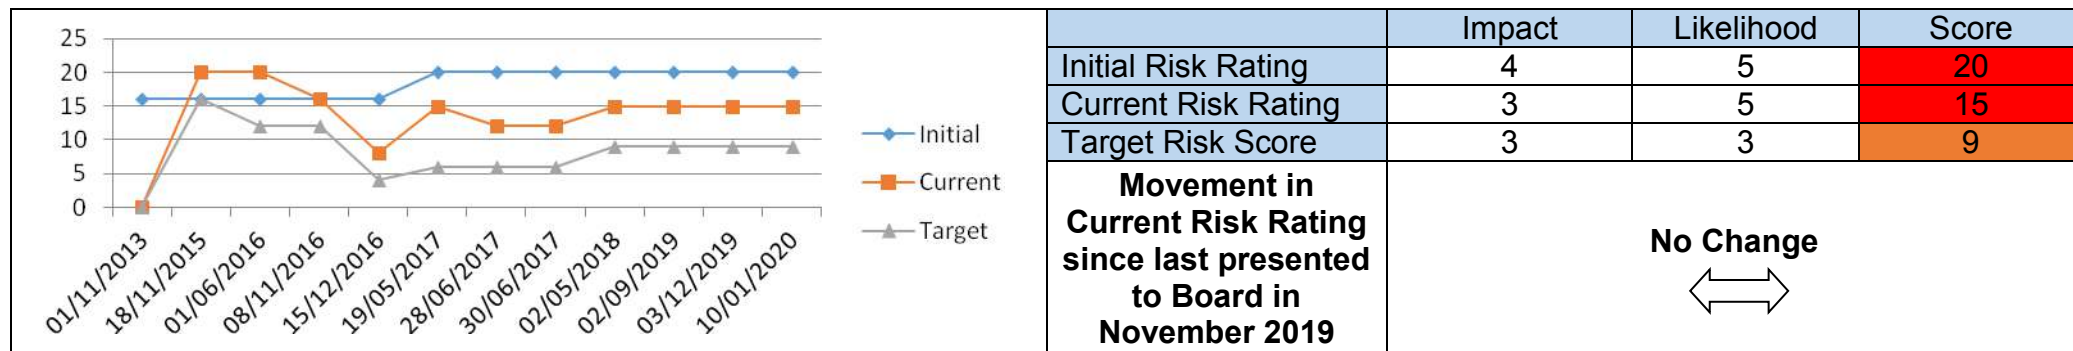 25
20
15
10
5
0
01/11/2013
18/11/2015
01/06/2016
08/11/2016
15/12/2016
19/05/2017
28/06/2017
30/06/2017
02/05/2018
02/09/2019
03/12/2019
10/01/2020
Initial
Current
Target
Impact Likelihood Score
Initial Risk Rating 4 5 20
Current Risk Rating 3 5 15
Target Risk Score 3 3 9
Movement in
Current Risk Rating
since last presented
to Board in
November 2019
No Change